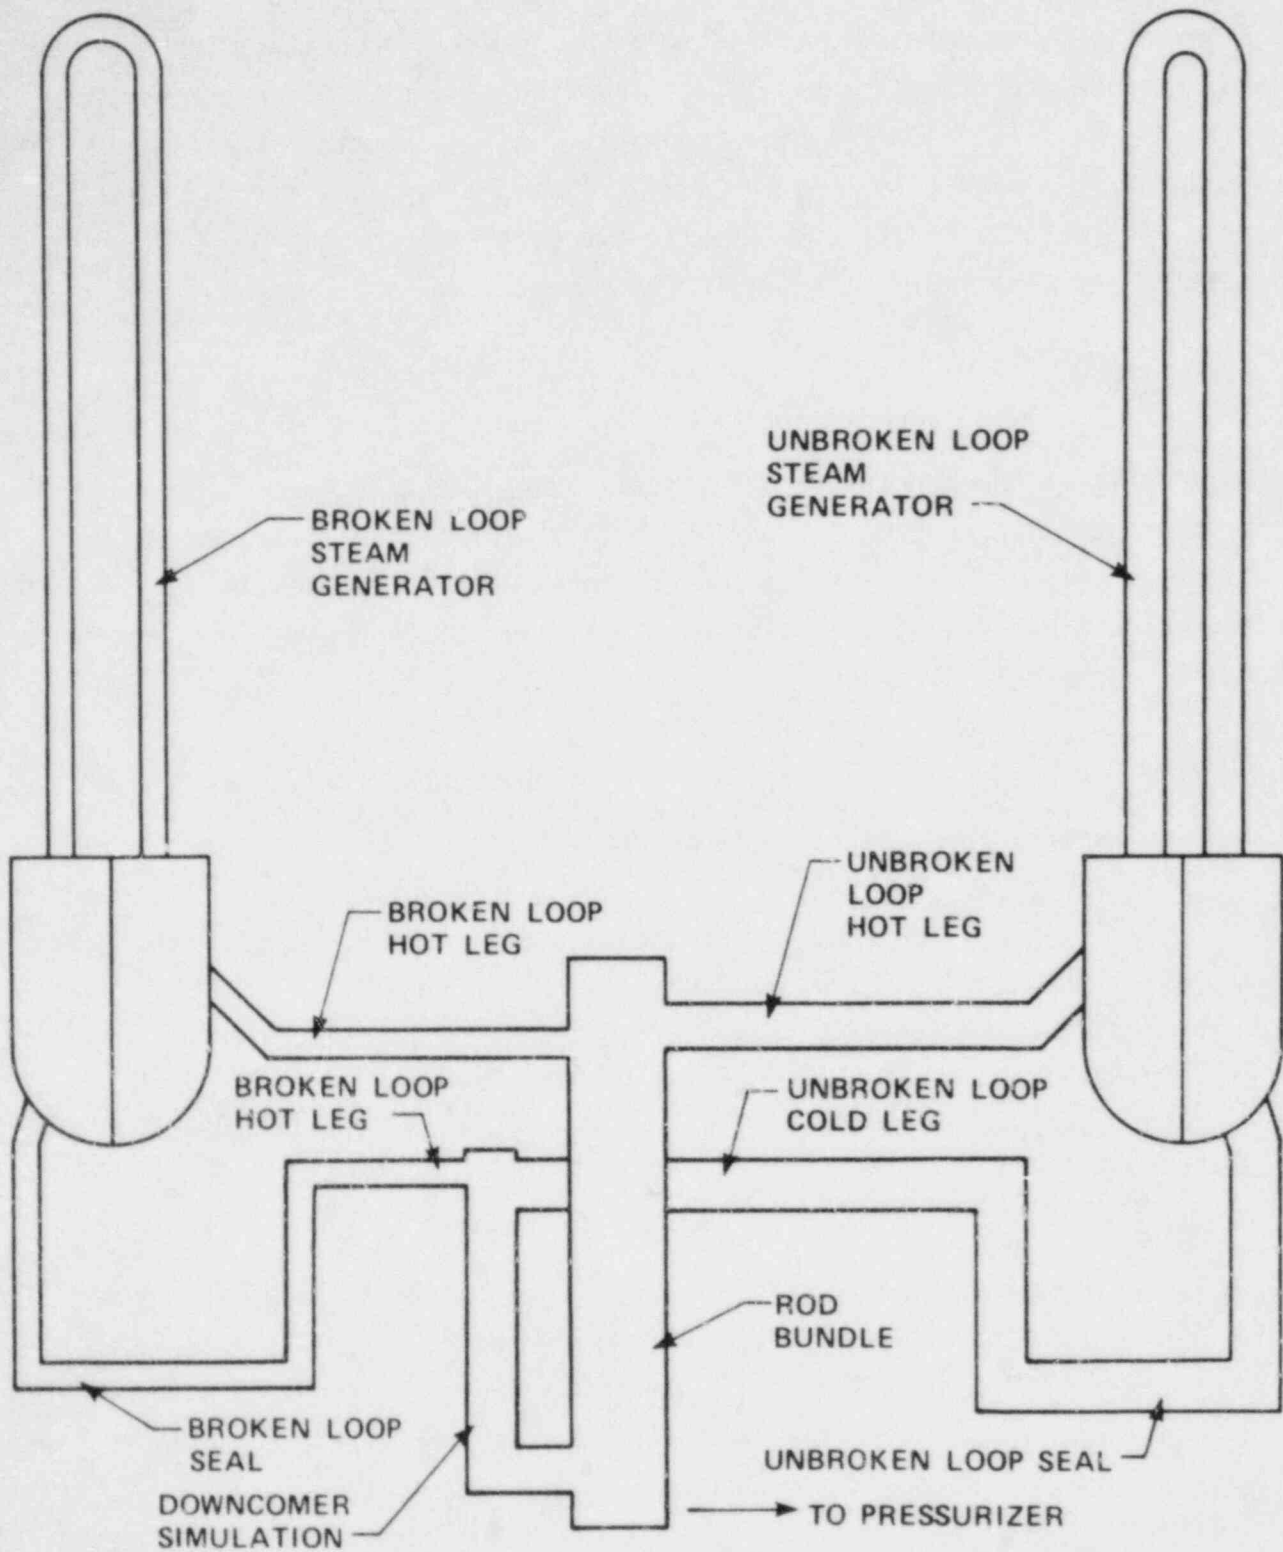 UNBROKEN LOOP
STEAM
GENERATOR
BROKEN LOOP
STEAM
GENERATOR
UNBROKEN
LOOP
HOT LEG
BROKEN LOOP
HOT LEG
BROKEN LOOP
HOT LEG
UNBROKEN LOOP
COLD LEG
ROD
BUNDLE
BROKEN LOOP
SEAL
UNBROKEN LOOP SEAL
DOWNCOMER
SIMULATION
TO PRESSURIZER